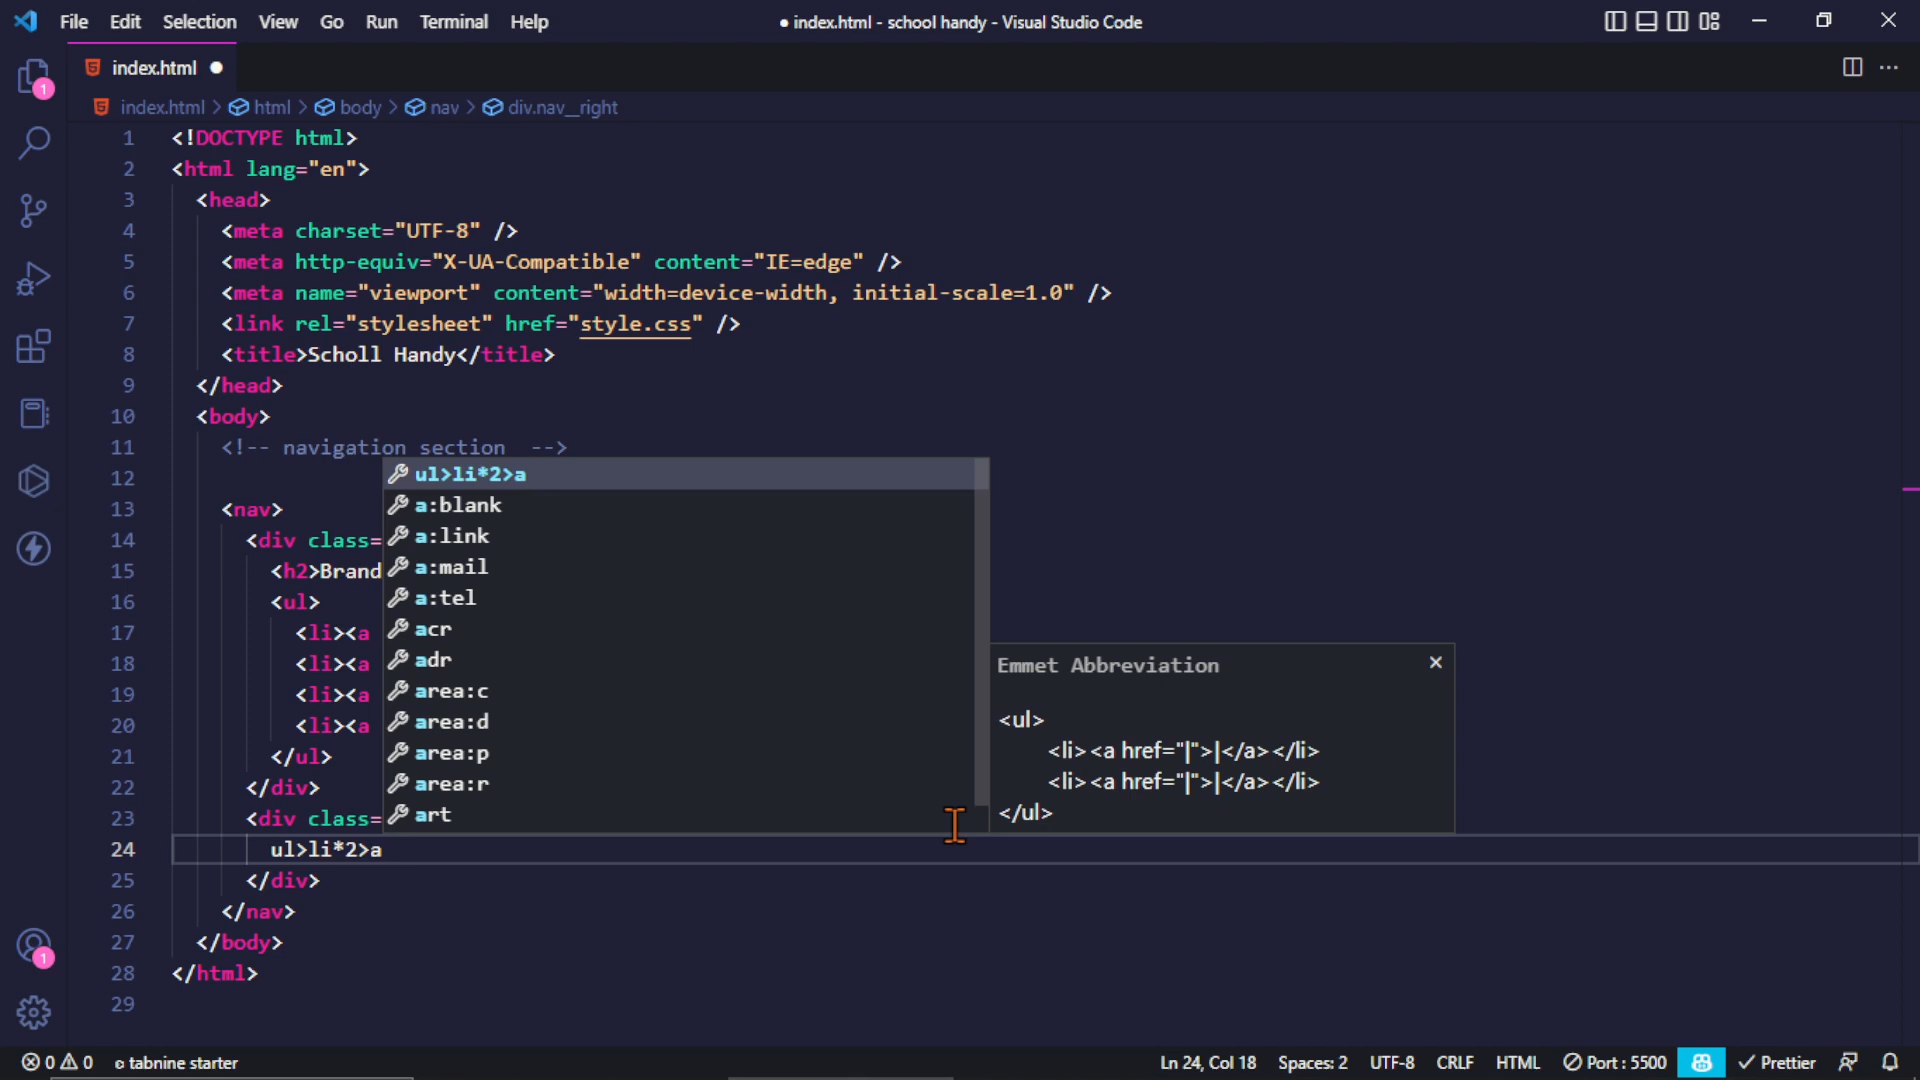 File Edit Selection View Go Run Terminal Help ● index.html - school handy - Visual Studio Code
index.html ●
1
index.html > html > body > nav > div.nav__right
1 <!DOCTYPE html>
2 <html lang="en">
3 <head>
4 <meta charset="UTF-8" />
5 <meta http-equiv="X-UA-Compatible" content="IE=edge" />
6 <meta name="viewport" content="width=device-width, initial-scale=1.0" />
7 <link rel="stylesheet" href="style.css" />
8 <title>Scholl Handy</title>
9 </head>
10 <body>
11 <!-- navigation section -->
12
13 <nav>
14 <div class=
15 <h2>Brand
16 <ul>
17 <li><a
18 <li><a
19 <li><a
20 <li><a
21 </ul>
22 </div>
23 <div class=
24 ul>li*2>a
25 </div>
26 </nav>
27 </body>
28 </html>
29
ul>li*2>a
a:blank
a:link
a:mail
a:tel
acr
adr
area:c
area:d
area:p
area:r
art
Emmet Abbreviation
<ul>
<li><a href="|">|</a></li>
<li><a href="|">|</a></li>
</ul>
1
0 0 tabnine starter Ln 24, Col 18 Spaces: 2 UTF-8 CRLF HTML Port : 5500 Prettier